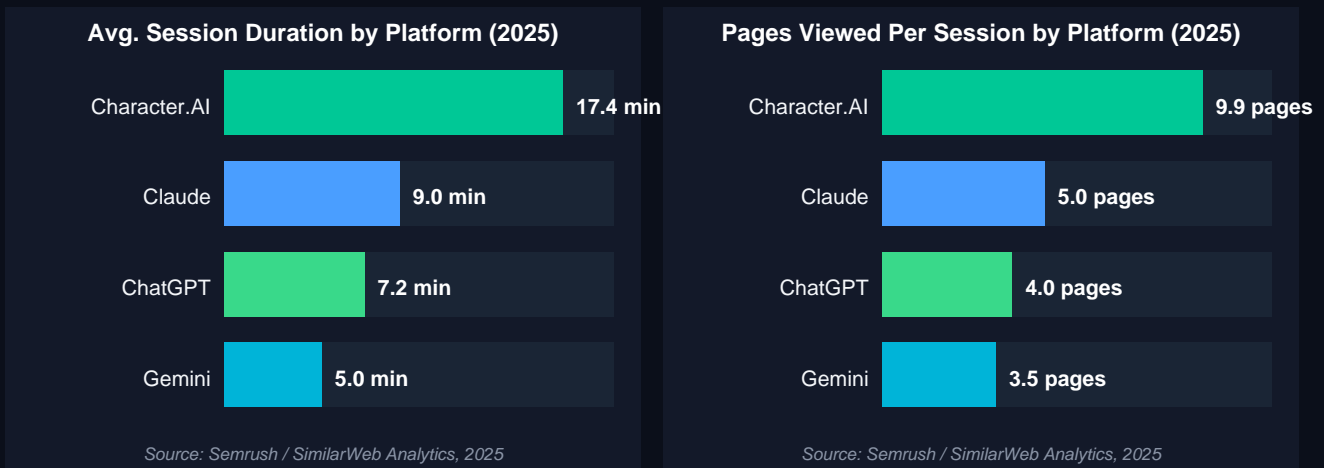 Avg. Session Duration by Platform (2025)
Character.AI 17.4 min
Claude 9.0 min
ChatGPT 7.2 min
Gemini 5.0 min
Source: Semrush / SimilarWeb Analytics, 2025
Pages Viewed Per Session by Platform (2025)
Character.AI 9.9 pages
Claude 5.0 pages
ChatGPT 4.0 pages
Gemini 3.5 pages
Source: Semrush / SimilarWeb Analytics, 2025